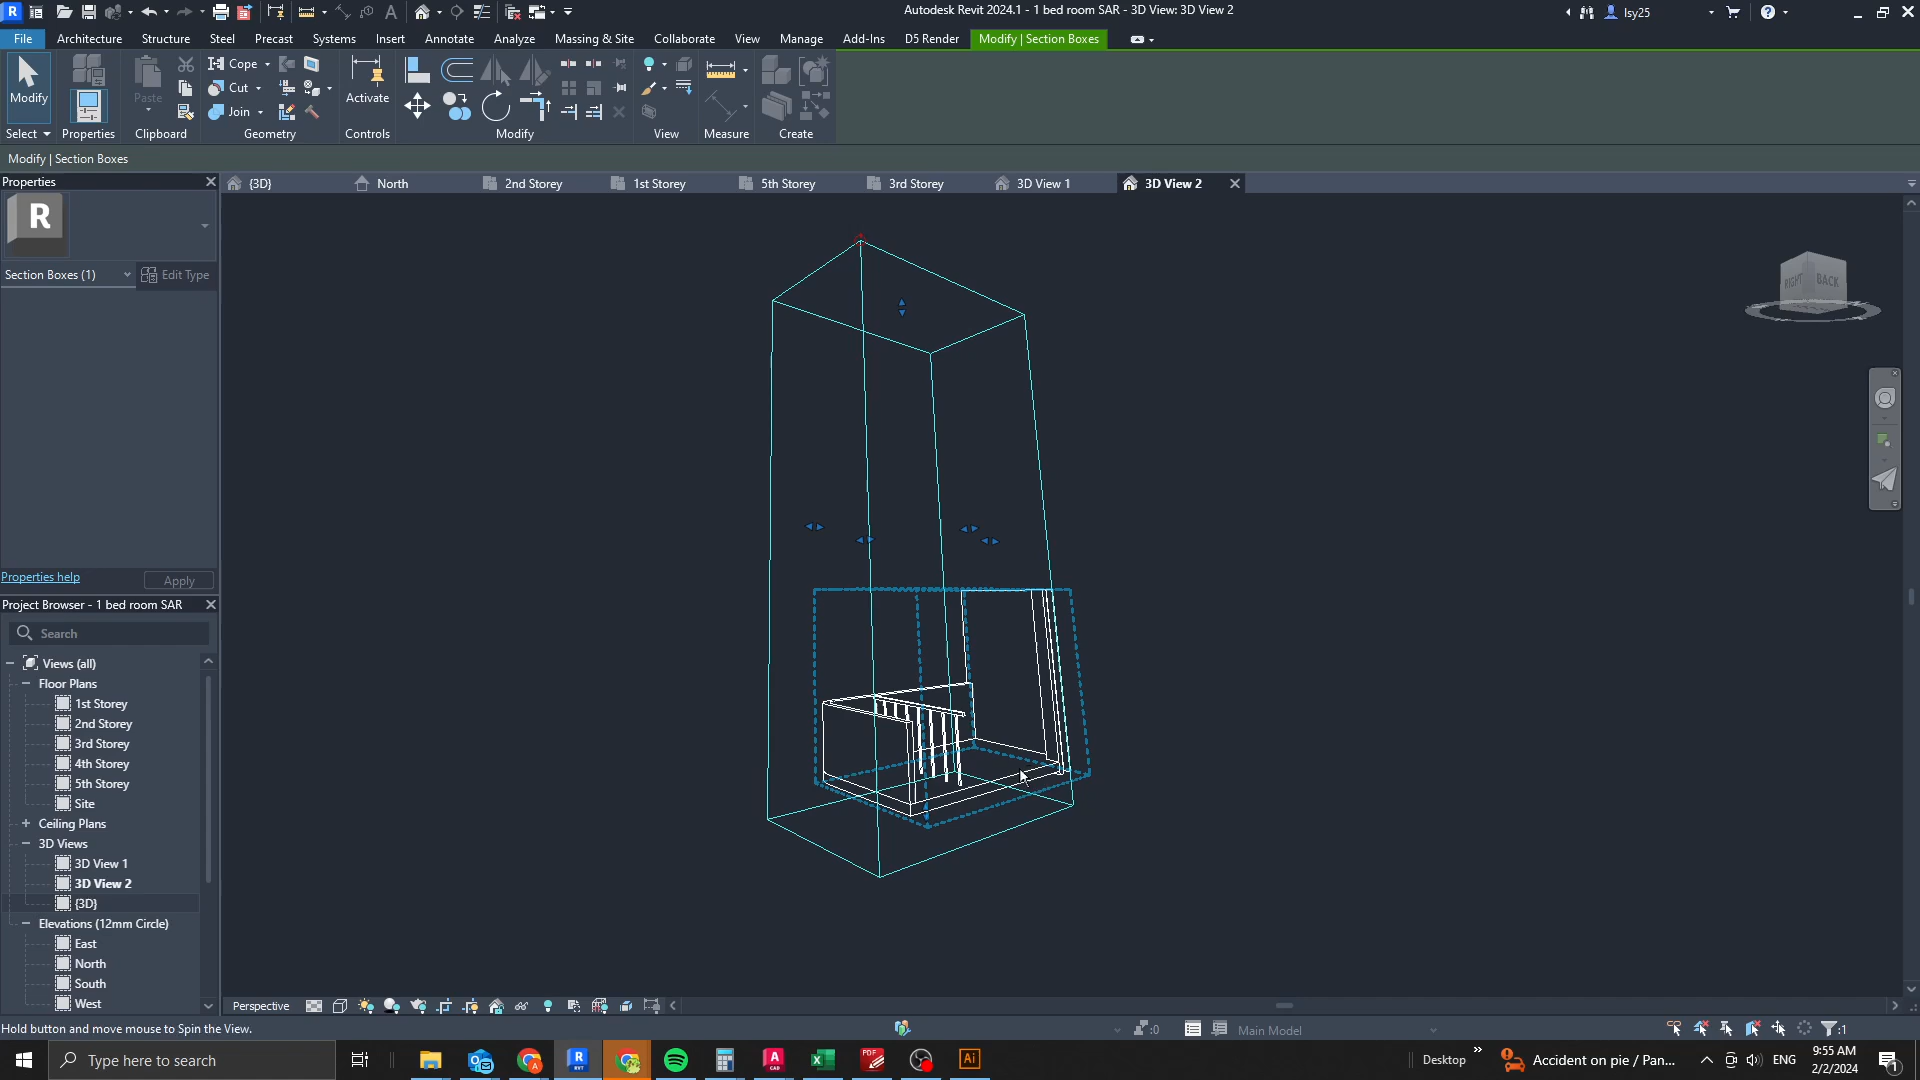 Autodesk Revit 2024.1 - 1 bed room SAR - 3D View: 3D View 2
lsy25
File Architecture Structure Steel Precast Systems Insert Annotate Analyze Massing & Site Collaborate View Manage Add-Ins D5 Render Modify | Section Boxes
Modify
Paste
Cope
Cut
Join
Activate
Select Properties Clipboard Geometry Controls Modify View Measure Create
Modify | Section Boxes
Properties
{3D} North 2nd Storey 1st Storey 5th Storey 3rd Storey 3D View 1 3D View 2
R
Section Boxes (1) Edit Type
RIGHT BACK
Properties help Apply
Project Browser - 1 bed room SAR
Search
Views (all)
Floor Plans
1st Storey
2nd Storey
3rd Storey
4th Storey
5th Storey
Site
Ceiling Plans
3D Views
3D View 1
3D View 2
{3D}
Elevations (12mm Circle)
East
North
South
West
Perspective
Hold button and move mouse to Spin the View.
:0
Main Model
:1
Type here to search
Desktop
Accident on pie / Pan...
ENG
9:55 AM
2/2/2024